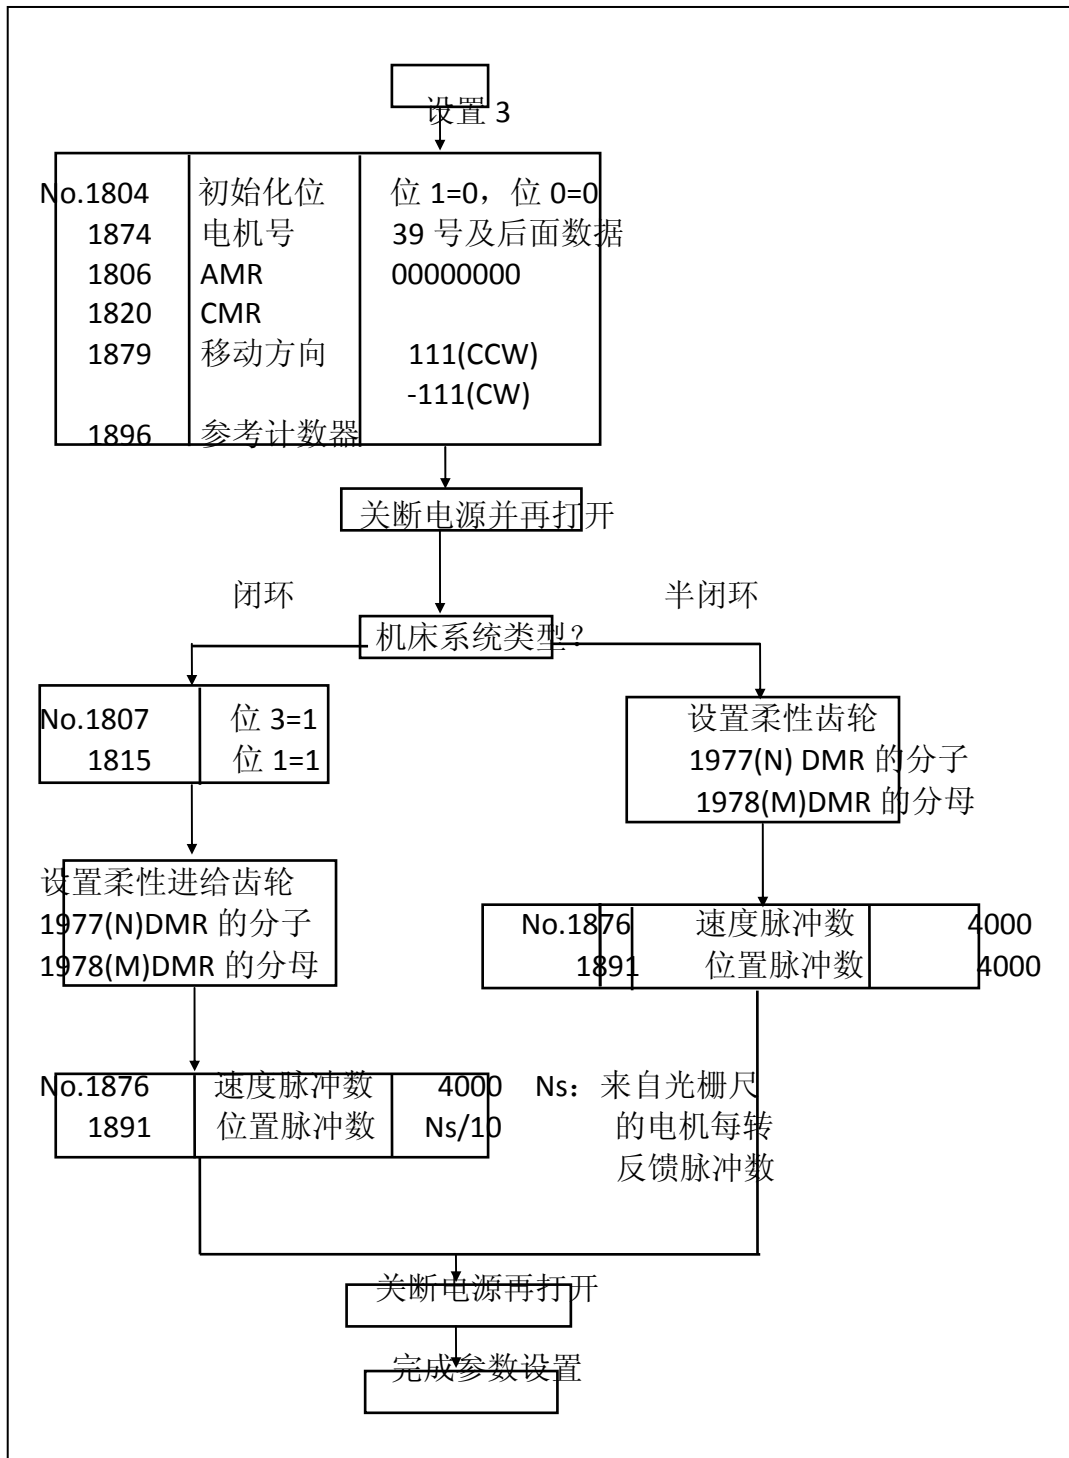 设置 3
No.1804 初始化位 位 1=0，位 0=0
1874 电机号 39 号及后面数据
1806 AMR 00000000
1820 CMR
1879 移动方向 111(CCW)
-111(CW)
1896 参考计数器
关断电源并再打开
闭环 半闭环
机床系统类型?
No.1807 位 3=1
1815 位 1=1
设置柔性齿轮
1977(N) DMR 的分子
1978(M)DMR 的分母
设置柔性进给齿轮
1977(N)DMR 的分子
1978(M)DMR 的分母
No.1876 速度脉冲数 4000
1891 位置脉冲数 4000
No.1876 速度脉冲数 4000
1891 位置脉冲数 Ns/10
Ns：来自光栅尺
的电机每转
反馈脉冲数
关断电源再打开
完成参数设置